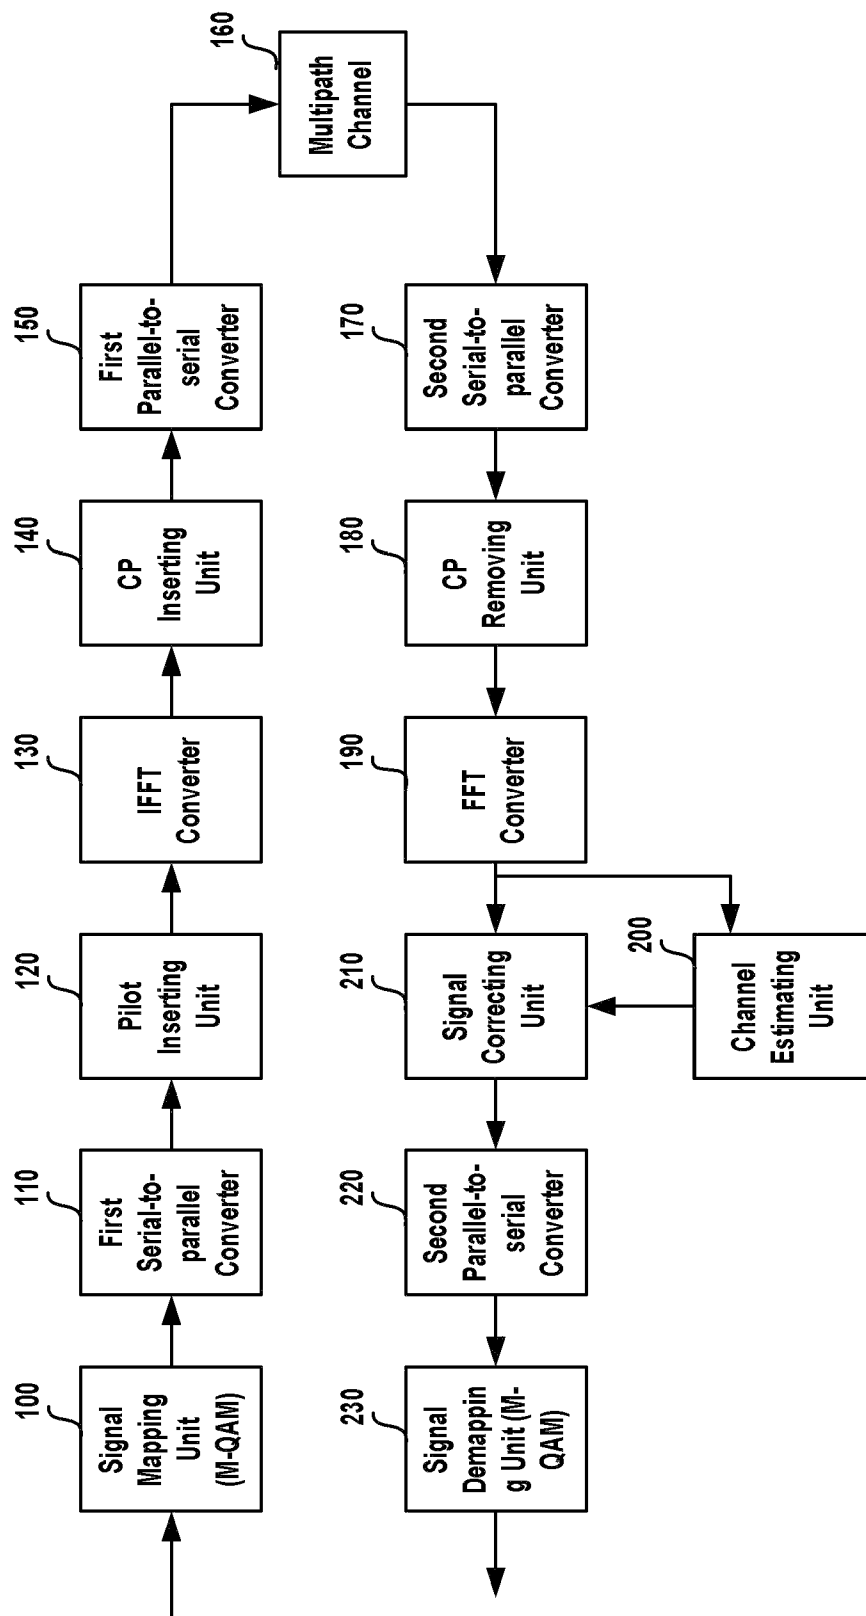 100
Signal
Mapping
Unit
(M-QAM)
110
First
Serial-to-
parallel
Converter
120
Pilot
Inserting
Unit
130
IFFT
Converter
140
CP
Inserting
Unit
150
First
Parallel-to-
serial
Converter
160
Multipath
Channel
170
Second
Serial-to-
parallel
Converter
180
CP
Removing
Unit
190
FFT
Converter
200
Channel
Estimating
Unit
210
Signal
Correcting
Unit
220
Second
Parallel-to-
serial
Converter
230
Signal
Demappin
g Unit (M-
QAM)